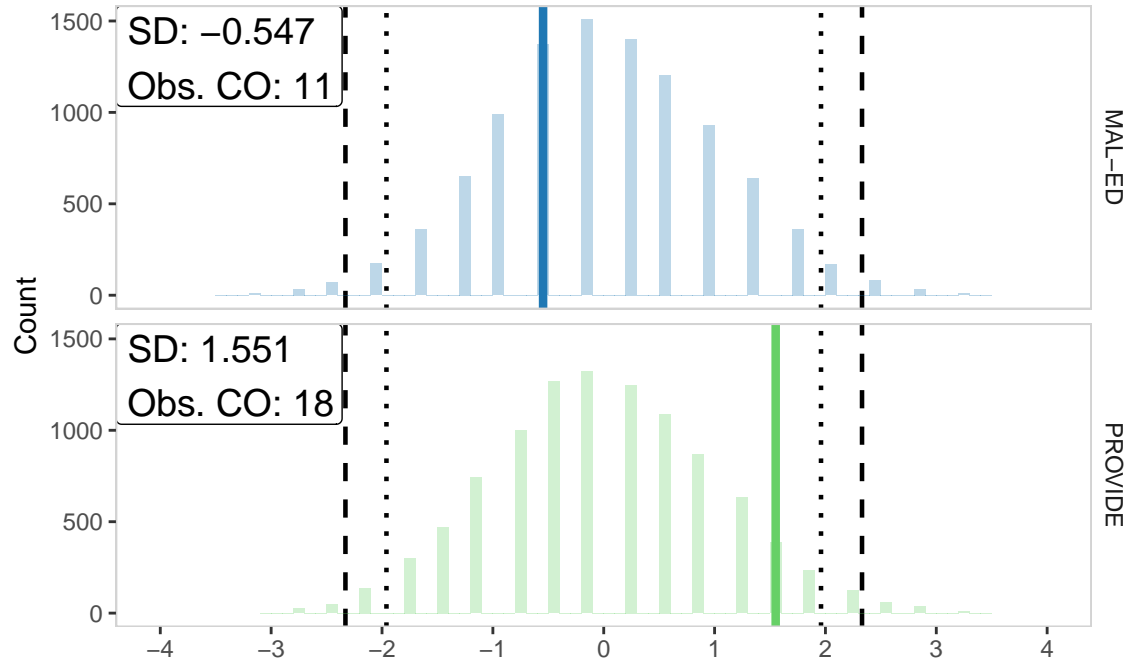 SD: −0.547
Obs. CO: 11
1500
1000
500
0
MAL−ED
Count
SD: 1.551
Obs. CO: 18
1500
1000
500
0
PROVIDE
−4 −3 −2 −1 0 1 2 3 4